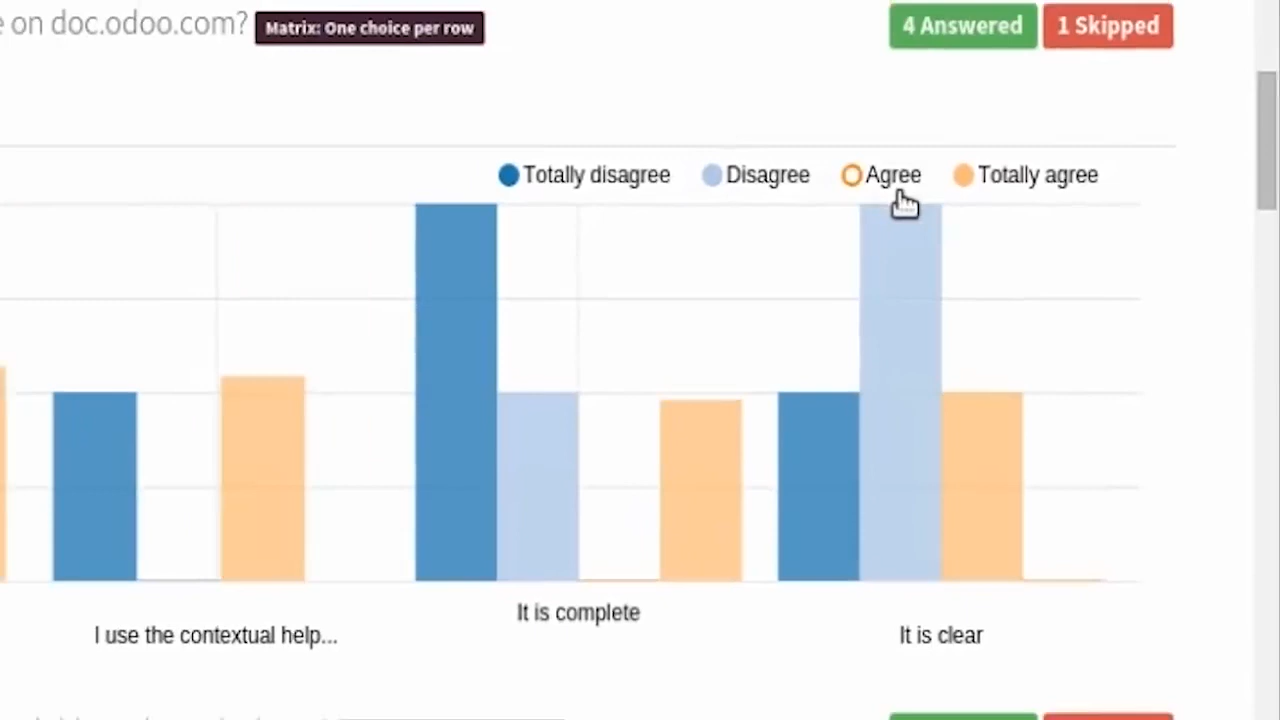 e on doc.odoo.com? Matrix: One choice per row 4 Answered 1 Skipped
Totally disagree Disagree Agree Totally agree
It is complete
I use the contextual help... It is clear